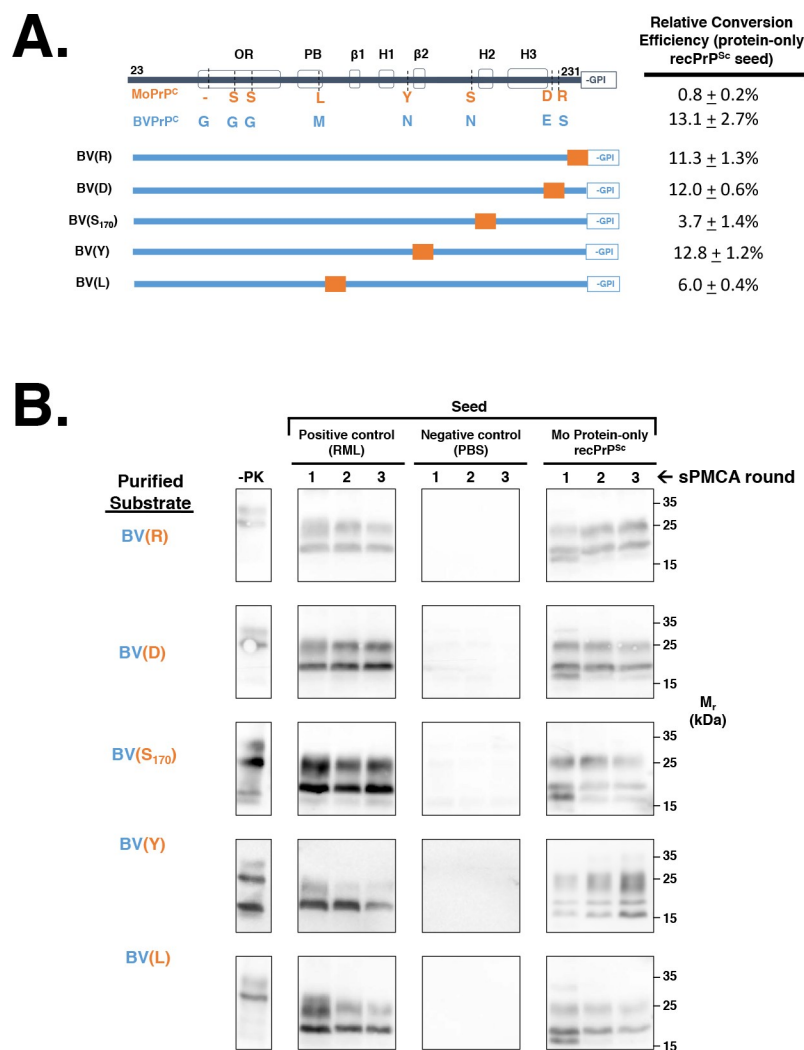 A.
Relative Conversion
Efficiency (protein-only
recPrPSc seed)
OR PB β1 H1 β2 H2 H3
23 231 -GPI
MoPrPC - S S L Y S D R 0.8 ± 0.2%
BVPrPC G G G M N N E S 13.1 ± 2.7%
BV(R) -GPI 11.3 ± 1.3%
BV(D) -GPI 12.0 ± 0.6%
BV(S170) -GPI 3.7 ± 1.4%
BV(Y) -GPI 12.8 ± 1.2%
BV(L) -GPI 6.0 ± 0.4%
B.
Seed
Positive control
(RML)
Negative control
(PBS)
Mo Protein-only
recPrPSc
Purified
Substrate
-PK 1 2 3 1 2 3 1 2 3 ← sPMCA round
BV(R)
35
25
15
BV(D)
35
25
15
Mr
(kDa)
BV(S170)
35
25
15
BV(Y)
35
25
15
BV(L)
35
25
15